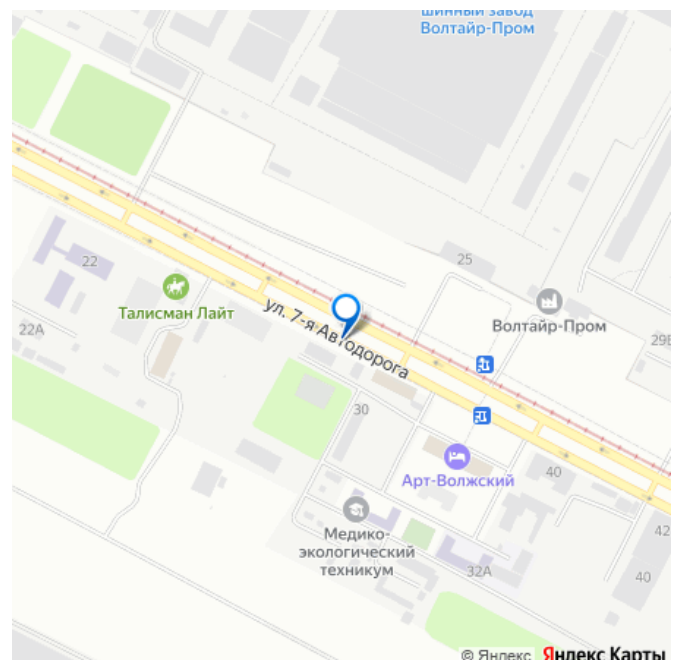 шинный завод
Волтайр-Пром
25
22
Талисман Лайт
ул. 7-я Автодорога
Волтайр-Пром
22А
30
Арт-Волжский
40
Медико-
экологический
техникум
32А
40
42
© Яндекс Яндекс Карты